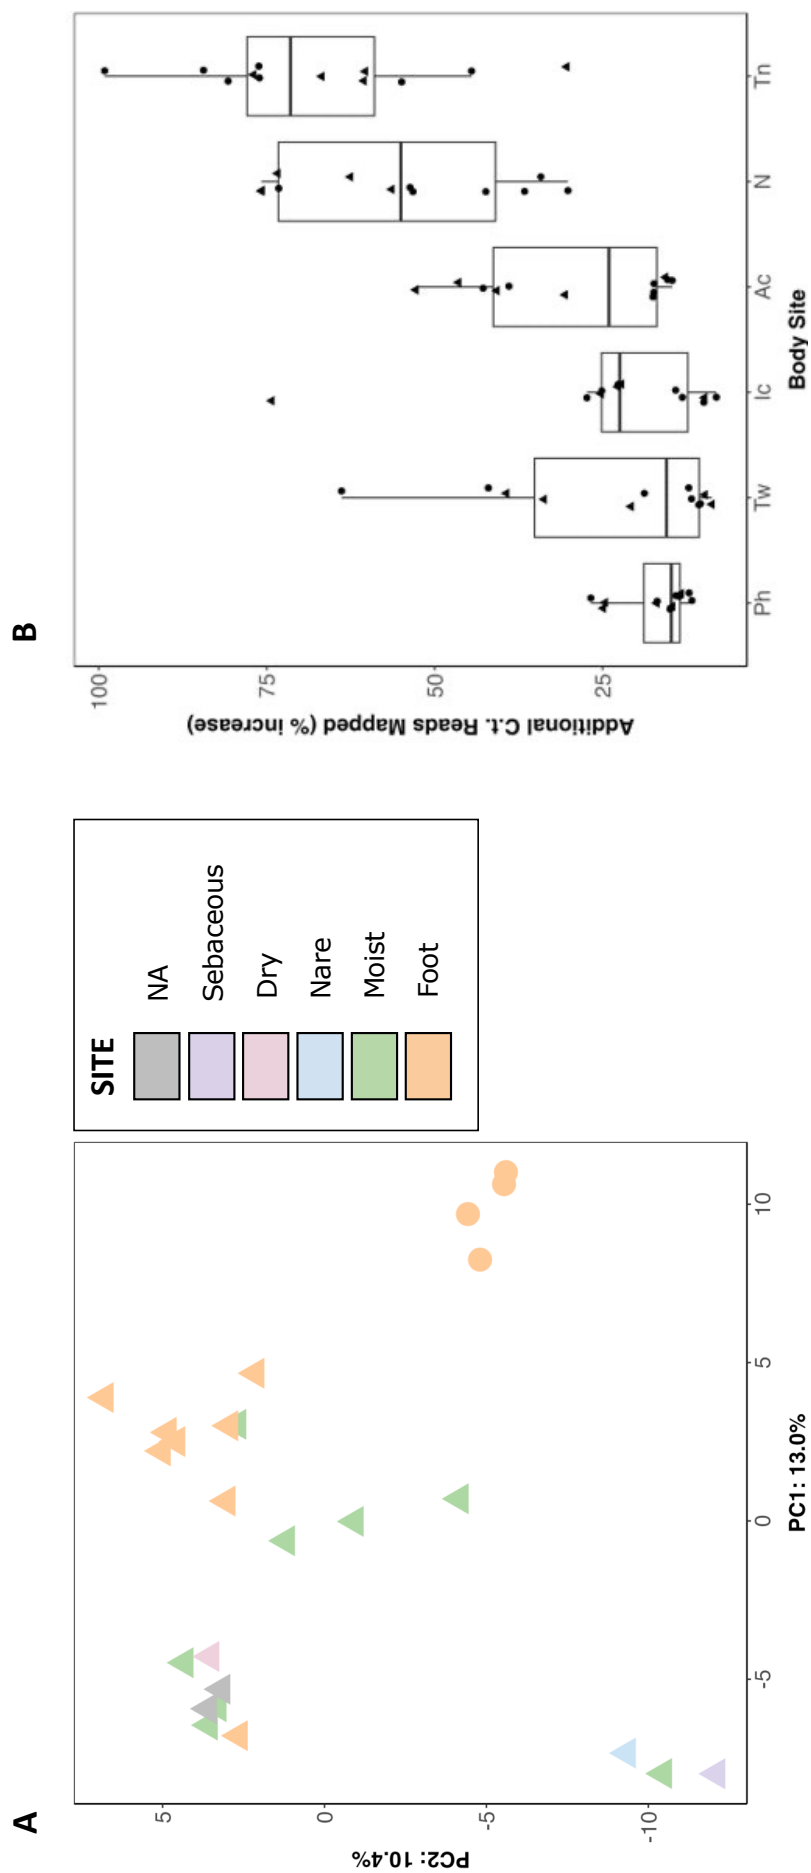 A
PC2: 10.4%
5
0
-5
-10
-5
0
5
10
PC1: 13.0%
SITE
NA
Sebaceous
Dry
Nare
Moist
Foot
B
Additional C.t. Reads Mapped (% increase)
100
75
50
25
Ph
Tw
Ic
Ac
N
Tn
Body Site